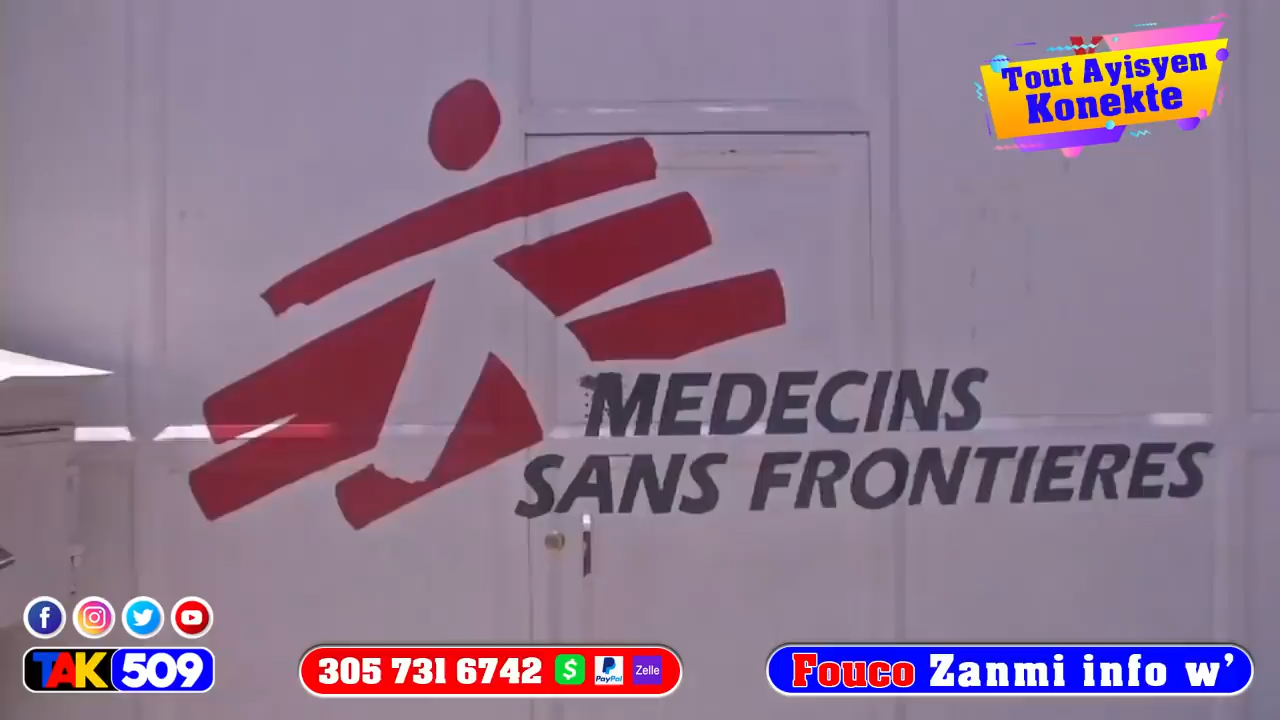 Tout Ayisyen
Konekte
MEDECINS
SANS FRONTIERES
TAK 509
305 731 6742
$
PayPal
Zelle
Fouco Zanmi info w'